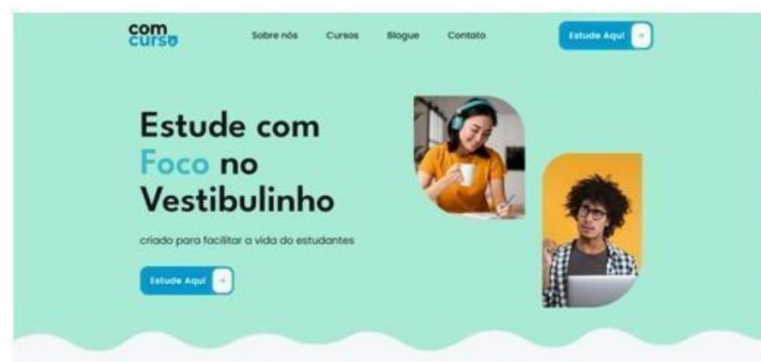 com
curso
Sobre nós
Cursos
Blogue
Contato
Estude Aqui
Estude com
Foco no
Vestibulinho
criado para facilitar a vida do estudantes
Estude Aqui